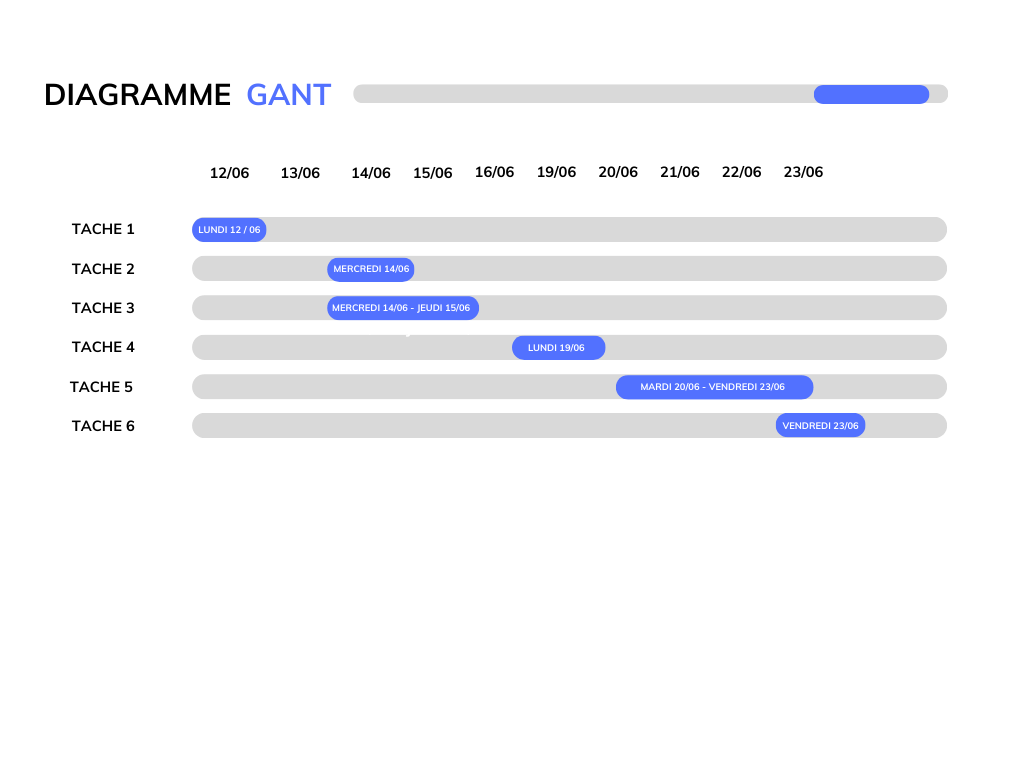 DIAGRAMME GANT
12/06 13/06 14/06 15/06 16/06 19/06 20/06 21/06 22/06 23/06
TACHE 1 LUNDI 12 / 06
TACHE 2 MERCREDI 14/06
TACHE 3 MERCREDI 14/06 - JEUDI 15/06
TACHE 4 LUNDI 19/06
TACHE 5 MARDI 20/06 - VENDREDI 23/06
TACHE 6 VENDREDI 23/06